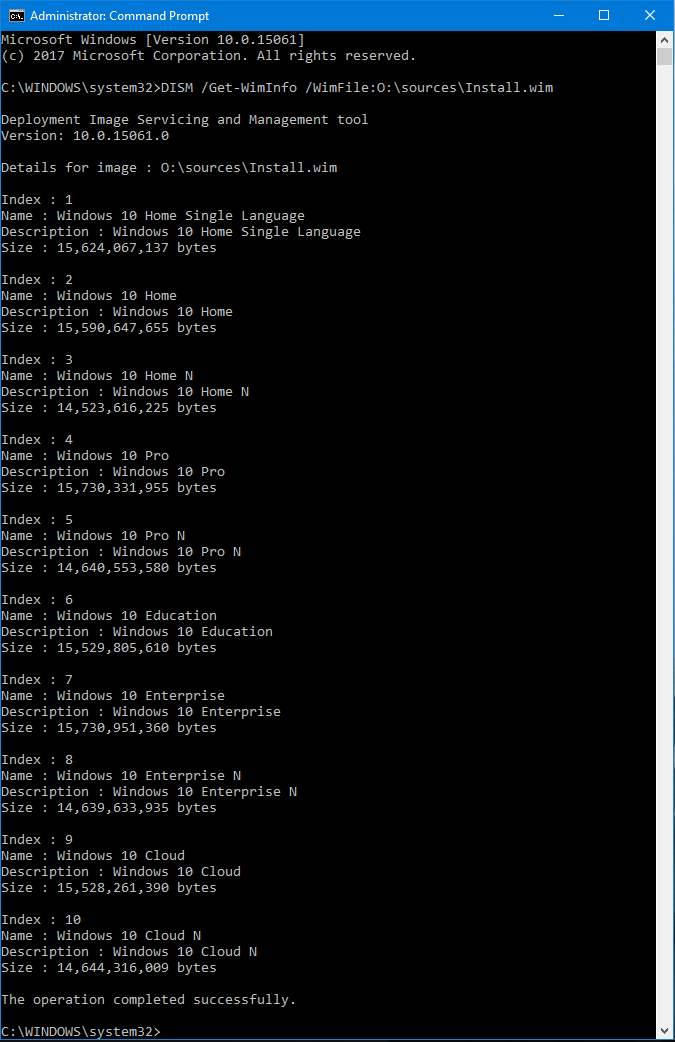 Administrator: Command Prompt
Microsoft Windows [Version 10.0.15061]
(c) 2017 Microsoft Corporation. All rights reserved.
C:\WINDOWS\system32>DISM /Get-WimInfo /WimFile:O:\sources\Install.wim
Deployment Image Servicing and Management tool
Version: 10.0.15061.0
Details for image : O:\sources\Install.wim
Index : 1
Name : Windows 10 Home Single Language
Description : Windows 10 Home Single Language
Size : 15,624,067,137 bytes
Index : 2
Name : Windows 10 Home
Description : Windows 10 Home
Size : 15,590,647,655 bytes
Index : 3
Name : Windows 10 Home N
Description : Windows 10 Home N
Size : 14,523,616,225 bytes
Index : 4
Name : Windows 10 Pro
Description : Windows 10 Pro
Size : 15,730,331,955 bytes
Index : 5
Name : Windows 10 Pro N
Description : Windows 10 Pro N
Size : 14,640,553,580 bytes
Index : 6
Name : Windows 10 Education
Description : Windows 10 Education
Size : 15,529,805,610 bytes
Index : 7
Name : Windows 10 Enterprise
Description : Windows 10 Enterprise
Size : 15,730,951,360 bytes
Index : 8
Name : Windows 10 Enterprise N
Description : Windows 10 Enterprise N
Size : 14,639,633,935 bytes
Index : 9
Name : Windows 10 Cloud
Description : Windows 10 Cloud
Size : 15,528,261,390 bytes
Index : 10
Name : Windows 10 Cloud N
Description : Windows 10 Cloud N
Size : 14,644,316,009 bytes
The operation completed successfully.
C:\WINDOWS\system32>